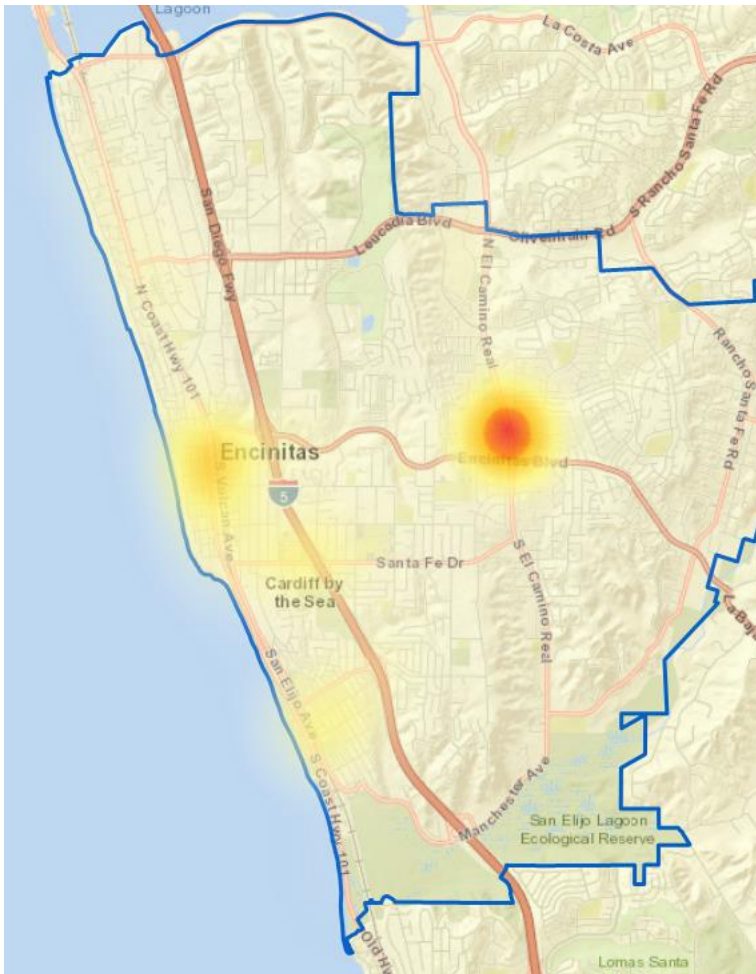 Lagoon
La Costa Ave
S Rancho Santa Fe Rd
San Diego Fwy
Leucadia Blvd
Olivenhain Rd
N El Camino Real
N Coast Hwy 101
Rancho Santa Fe Rd
Encinitas
Encinitas Blvd
5
S Vulcan Ave
Santa Fe Dr
Cardiff by
the Sea
S El Camino Real
La Baja
San Elijo Ave
S Coast Hwy 101
Manchester Ave
San Elijo Lagoon
Ecological Reserve
Old Hw
Lomas Santa